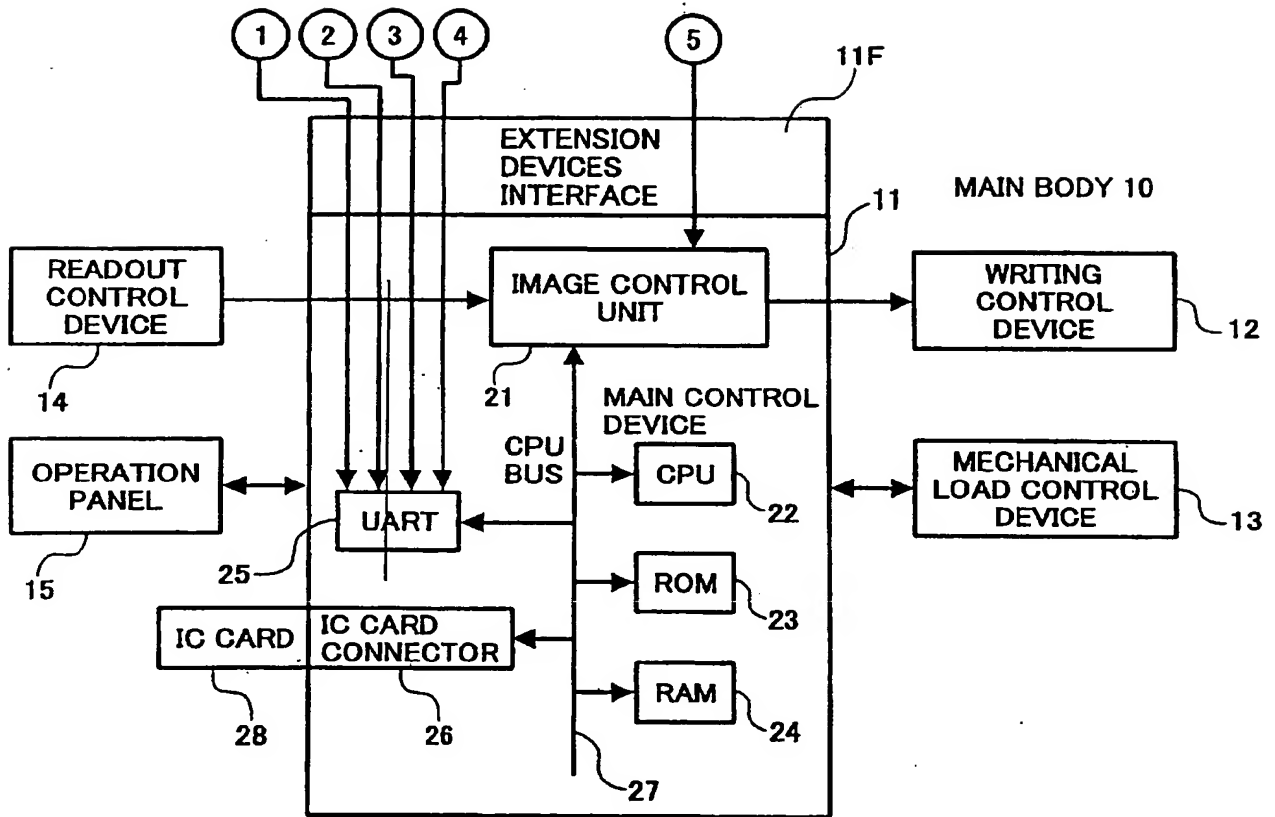 1
2
3
4
5
11F
EXTENSION
DEVICES
INTERFACE
11
MAIN BODY 10
READOUT
CONTROL
DEVICE
14
IMAGE CONTROL
UNIT
21
WRITING
CONTROL
DEVICE
12
MAIN CONTROL
DEVICE
CPU
BUS
OPERATION
PANEL
15
UART
25
CPU
22
MECHANICAL
LOAD CONTROL
DEVICE
13
ROM
23
IC CARD
28
IC CARD
CONNECTOR
26
RAM
24
27